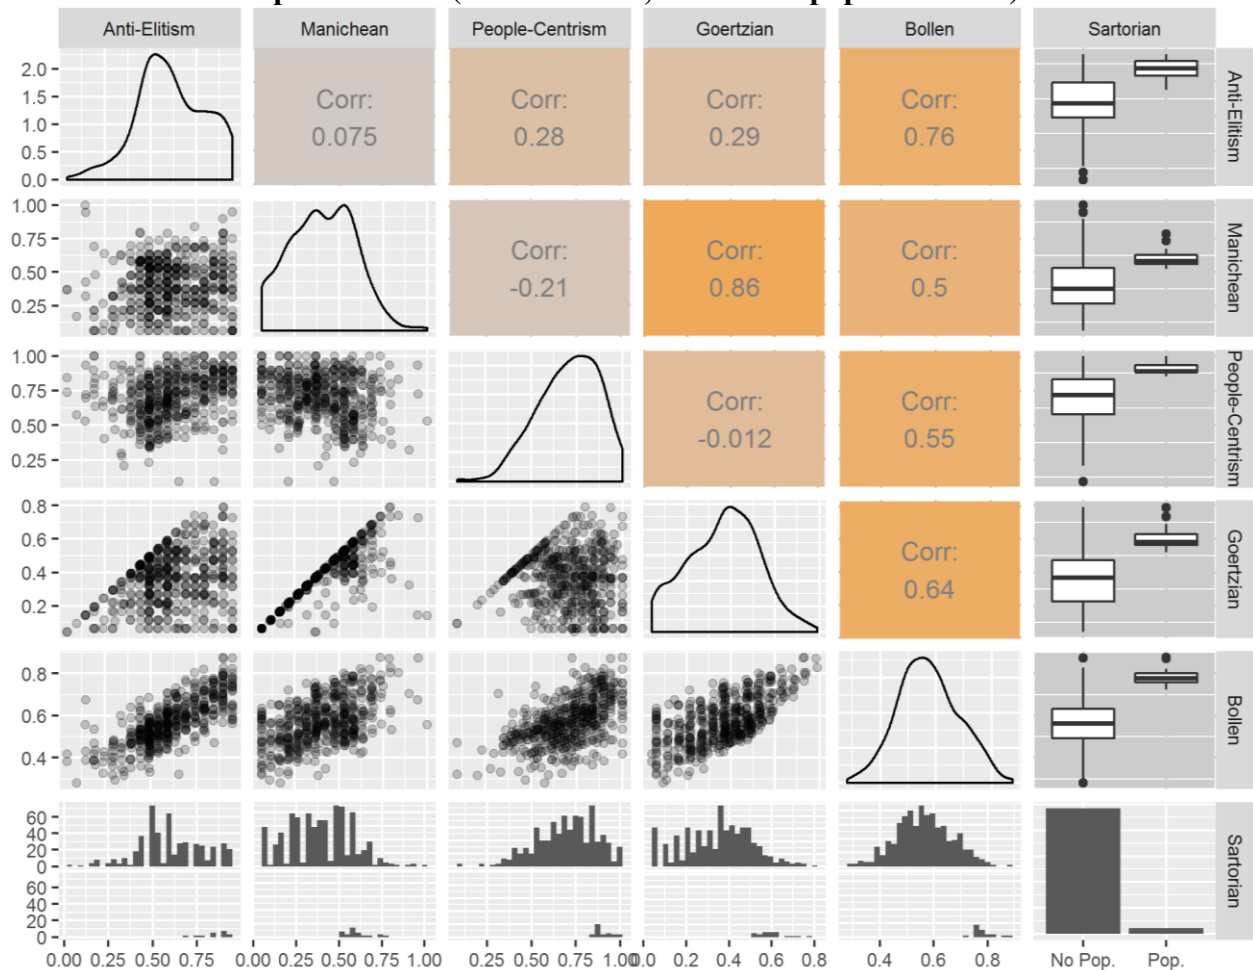 Anti-Elitism Manichean People-Centrism Goertzian Bollen Sartorian
2.0
1.5
1.0
0.5
0.0
Corr:
0.075
Corr:
0.28
Corr:
0.29
Corr:
0.76
Anti-Elitism
1.00
0.75
0.50
0.25
Corr:
-0.21
Corr:
0.86
Corr:
0.5
Manichean
1.00
0.75
0.50
0.25
Corr:
-0.012
Corr:
0.55
People-Centrism
0.8
0.6
0.4
0.2
Corr:
0.64
Goertzian
0.8
0.6
0.4
Bollen
60
40
20
0
60
40
20
0
Sartorian
0.00 0.25 0.50 0.75 0.00 0.25 0.50 0.75 1.00 0.25 0.50 0.75 1.00 0.0 0.2 0.4 0.6 0.8 0.4 0.6 0.8 No Pop. Pop.